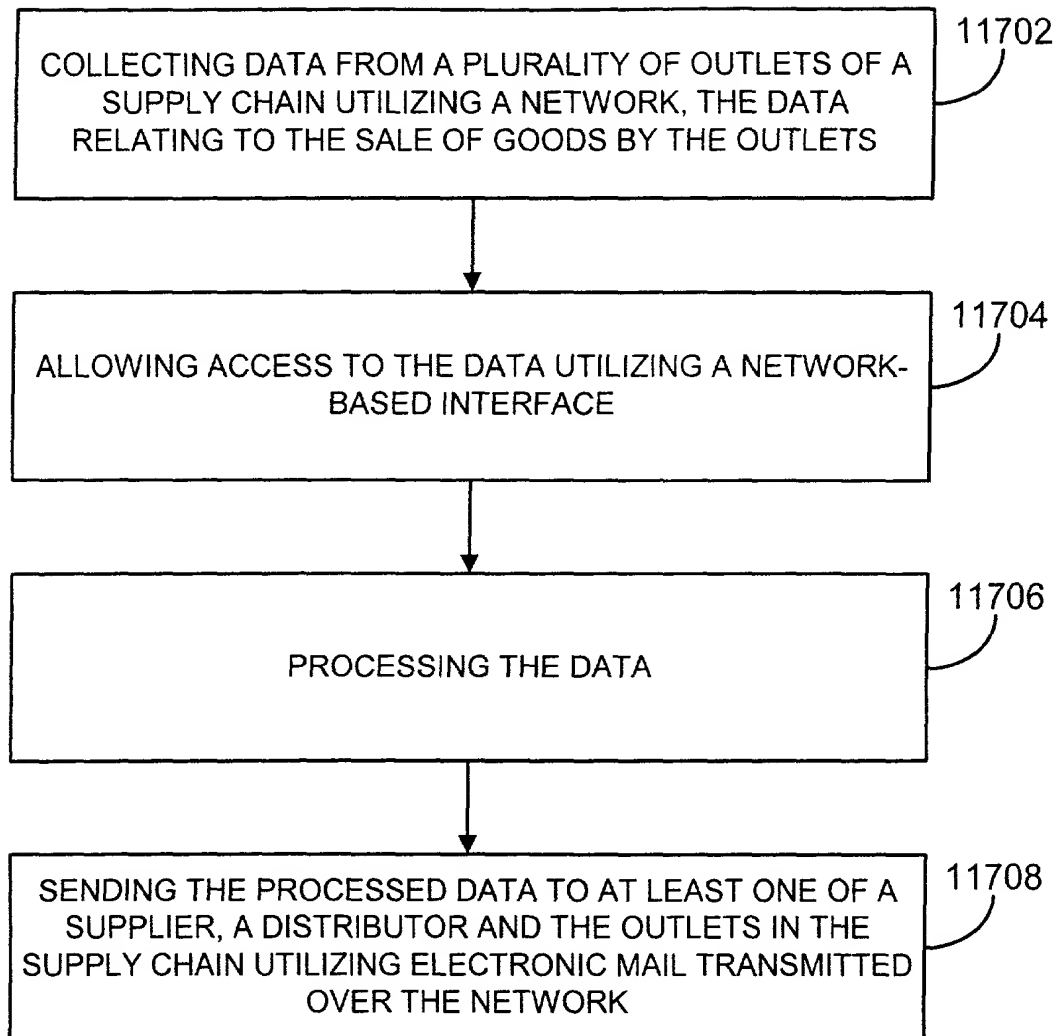 11702
COLLECTING DATA FROM A PLURALITY OF OUTLETS OF A
SUPPLY CHAIN UTILIZING A NETWORK, THE DATA
RELATING TO THE SALE OF GOODS BY THE OUTLETS
11704
ALLOWING ACCESS TO THE DATA UTILIZING A NETWORK-
BASED INTERFACE
11706
PROCESSING THE DATA
11708
SENDING THE PROCESSED DATA TO AT LEAST ONE OF A
SUPPLIER, A DISTRIBUTOR AND THE OUTLETS IN THE
SUPPLY CHAIN UTILIZING ELECTRONIC MAIL TRANSMITTED
OVER THE NETWORK